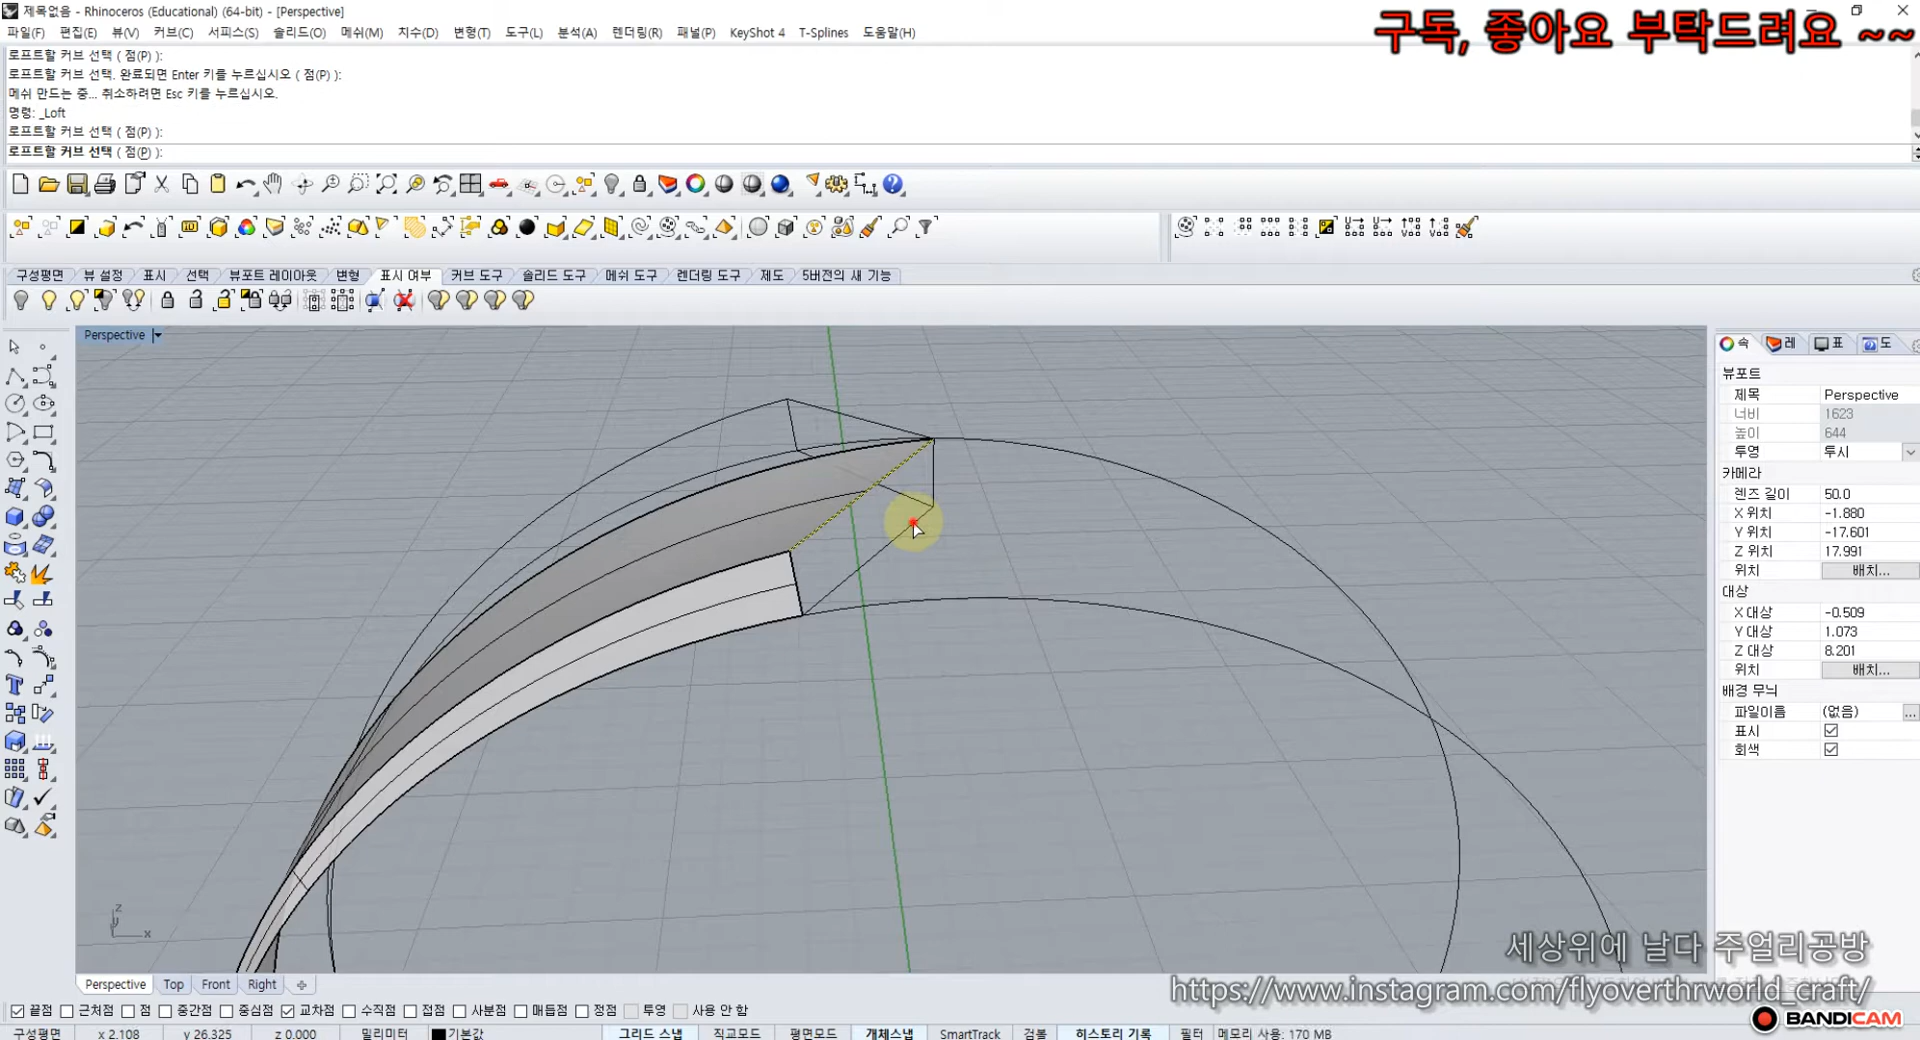 제목없음 - Rhinoceros (Educational) (64-bit) - [Perspective]
구독, 좋아요 부탁드려요 ~~
파일(F) 편집(E) 뷰(V) 커브(C) 서피스(S) 솔리드(O) 메쉬(M) 치수(D) 변형(T) 도구(L) 분석(A) 렌더링(R) 패널(P) KeyShot 4 T-Splines 도움말(H)
로프트할 커브 선택 ( 점(P) ):
로프트할 커브 선택. 완료되면 Enter 키를 누르십시오 ( 점(P) ):
메쉬 만드는 중... 취소하려면 Esc 키를 누르십시오.
명령: _Loft
로프트할 커브 선택 ( 점(P) ):
로프트할 커브 선택 ( 점(P) ):
구성평면 뷰 설정 표시 선택 뷰포트 레이아웃 변형 표시 여부 커브 도구 솔리드 도구 메쉬 도구 렌더링 도구 제도 5버전의 새 기능
Perspective
속 레 표 도
뷰포트
제목 Perspective
너비 1623
높이 644
투영 투시
카메라
렌즈 길이 50.0
X 위치 -1.880
Y 위치 -17.601
Z 위치 17.991
위치 배치...
대상
X 대상 -0.509
Y 대상 1.073
Z 대상 8.201
위치 배치...
배경 무늬
파일이름 (없음) ...
표시
회색
z
y
x
세상위에 날다 주얼리공방
https://www.instagram.com/flyoverthrworld_craft/
Perspective Top Front Right
끝점 근처점 점 중간점 중심점 교차점 수직점 접점 사분점 매듭점 정점 투영 사용 안 함
BANDICAM
구성평면 x 2.108 y 26.325 z 0.000 밀리미터 기본값 그리드 스냅 직교모드 평면모드 개체스냅 SmartTrack 검볼 히스토리 기록 필터 메모리 사용: 170 MB